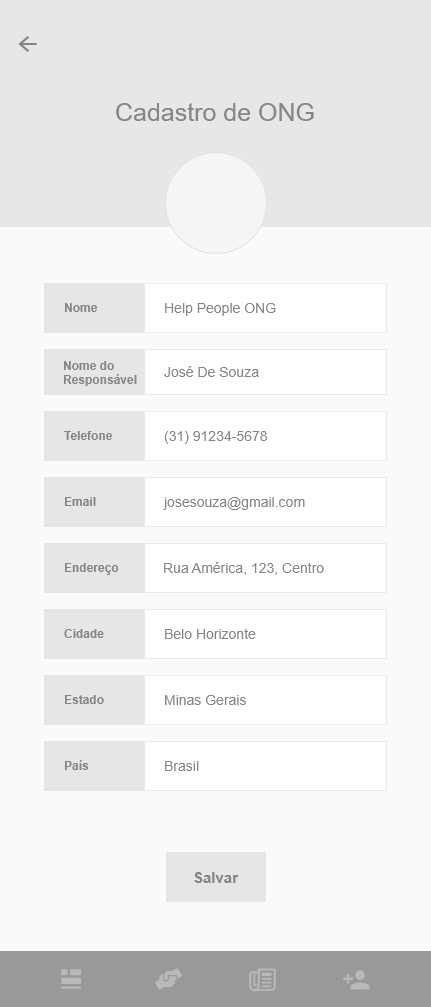 Cadastro de ONG
Nome
Help People ONG
Nome do
Responsável
José De Souza
Telefone
(31) 91234-5678
Email
josesouza@gmail.com
Endereço
Rua América, 123, Centro
Cidade
Belo Horizonte
Estado
Minas Gerais
País
Brasil
Salvar